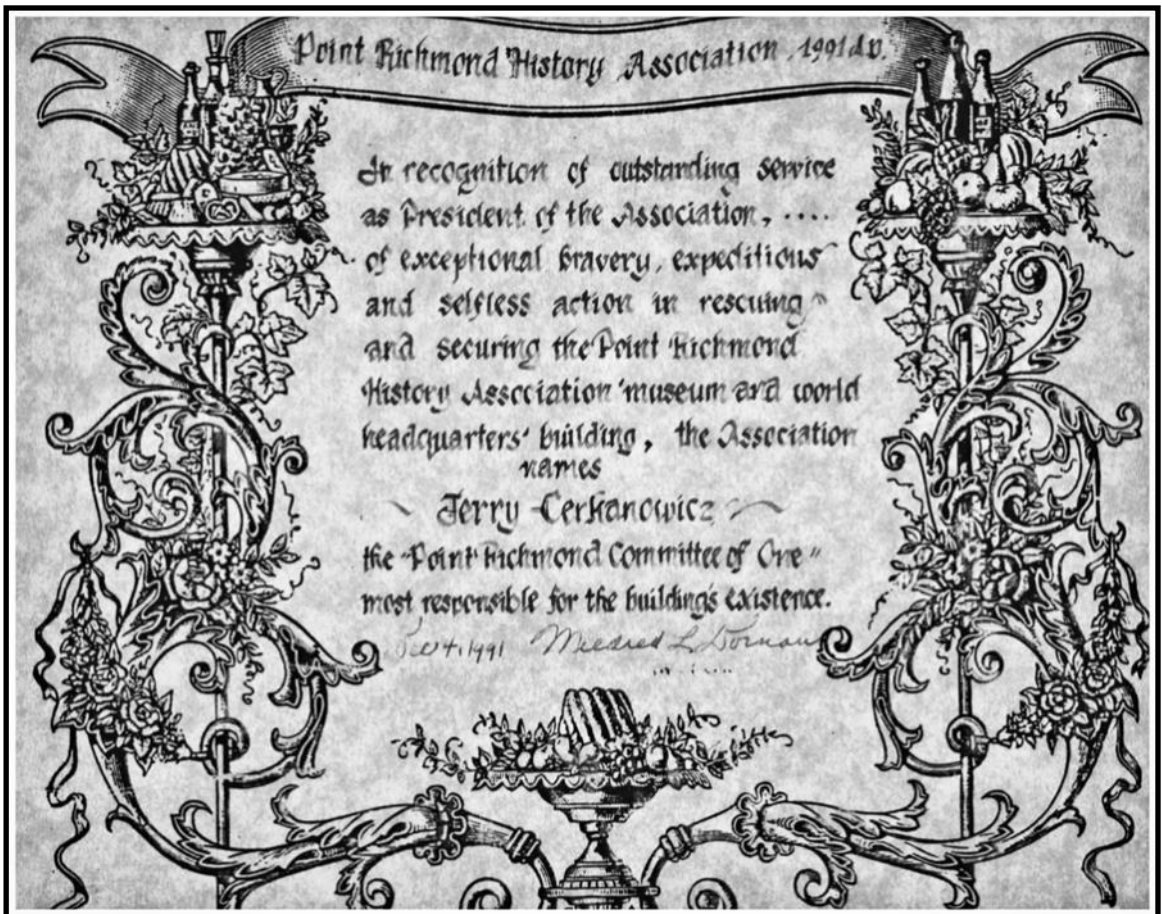 Point Richmond History Association, 1991 A.D.
In recognition of outstanding service
as President of the Association, ....
of exceptional bravery, expeditious
and selfless action in rescuing
and securing the Point Richmond
History Association 'museum and world
headquarters' building, the Association
names
~ Jerry Cerkanowicz ~
the "Point Richmond Committee of One"
most responsible for the building's existence.
Dec 4, 1991 Mildred L. Dornan